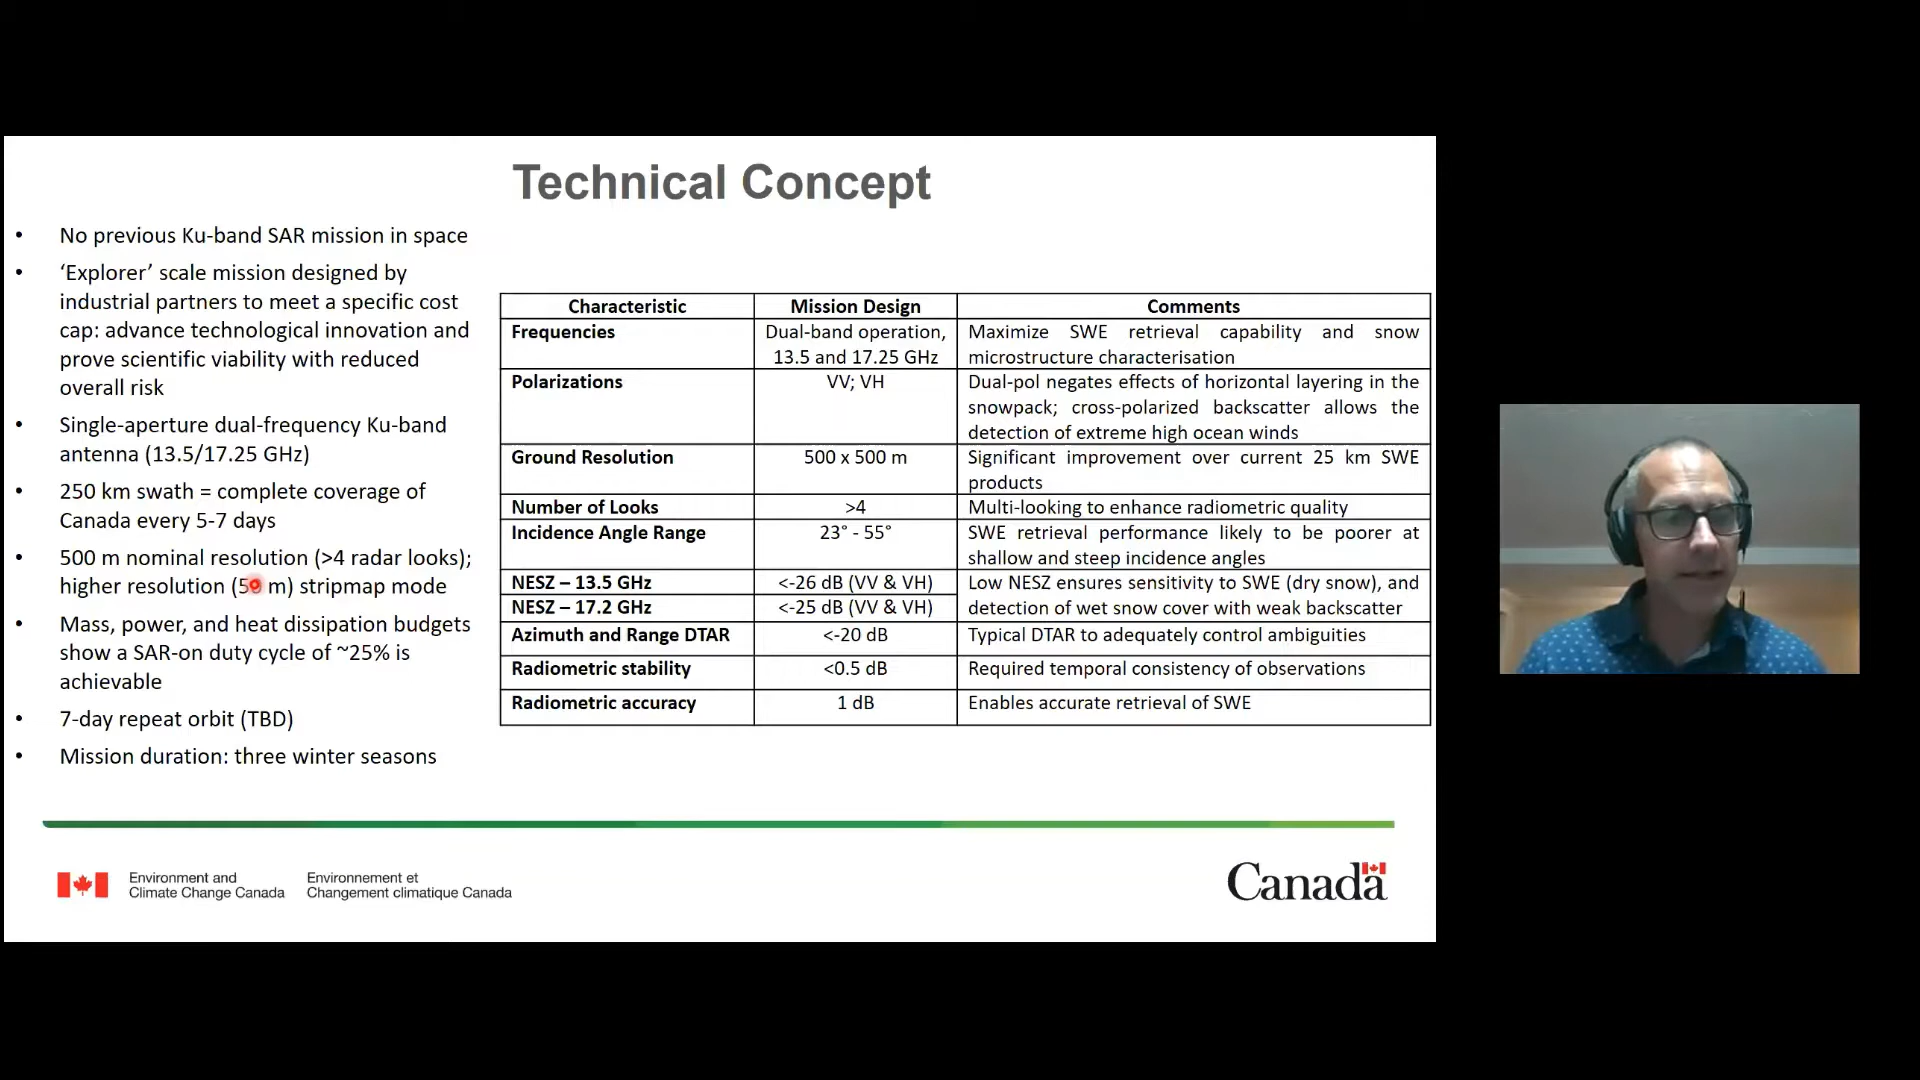 Technical Concept
• No previous Ku-band SAR mission in space
• ‘Explorer’ scale mission designed by
industrial partners to meet a specific cost
cap: advance technological innovation and
prove scientific viability with reduced
overall risk
• Single-aperture dual-frequency Ku-band
antenna (13.5/17.25 GHz)
• 250 km swath = complete coverage of
Canada every 5-7 days
• 500 m nominal resolution (>4 radar looks);
higher resolution (50 m) stripmap mode
• Mass, power, and heat dissipation budgets
show a SAR-on duty cycle of ~25% is
achievable
• 7-day repeat orbit (TBD)
• Mission duration: three winter seasons
Characteristic Mission Design Comments
Frequencies Dual-band operation, Maximize SWE retrieval capability and snow
13.5 and 17.25 GHz microstructure characterisation
Polarizations VV; VH Dual-pol negates effects of horizontal layering in the
snowpack; cross-polarized backscatter allows the
detection of extreme high ocean winds
Ground Resolution 500 x 500 m Significant improvement over current 25 km SWE
products
Number of Looks >4 Multi-looking to enhance radiometric quality
Incidence Angle Range 23° - 55° SWE retrieval performance likely to be poorer at
shallow and steep incidence angles
NESZ – 13.5 GHz <-26 dB (VV & VH) Low NESZ ensures sensitivity to SWE (dry snow), and
NESZ – 17.2 GHz <-25 dB (VV & VH) detection of wet snow cover with weak backscatter
Azimuth and Range DTAR <-20 dB Typical DTAR to adequately control ambiguities
Radiometric stability <0.5 dB Required temporal consistency of observations
Radiometric accuracy 1 dB Enables accurate retrieval of SWE
Environment and Environnement et
Climate Change Canada Changement climatique Canada
Canada